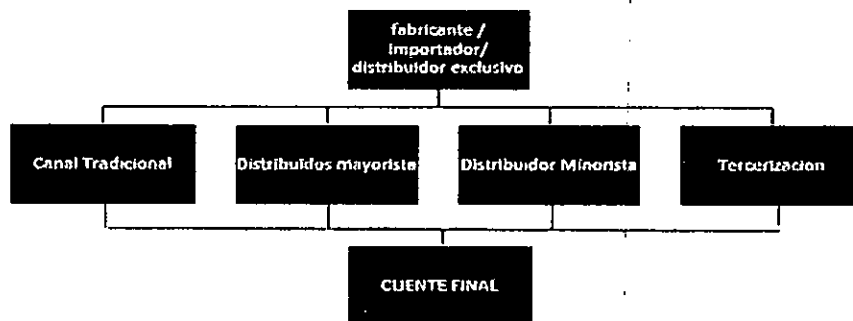 fabricante /
importador/
distribuidor exclusivo
Canal Tradicional
Distribuidos mayorista
Distribuidor Minorista
Tercerizacion
CLIENTE FINAL